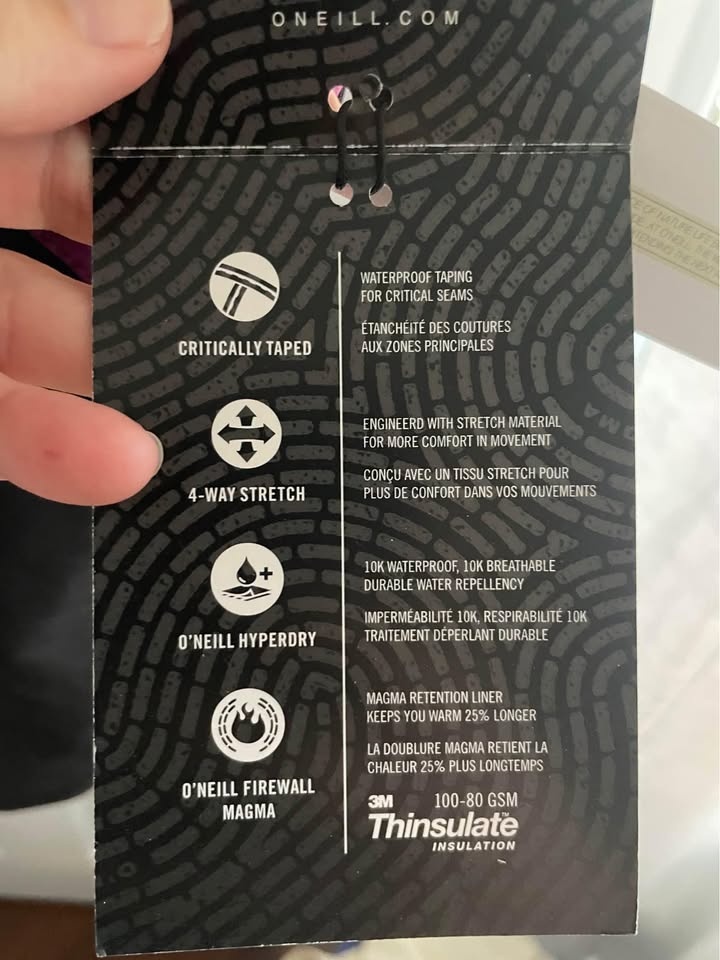 ONEILL.COM
CRITICALLY TAPED
WATERPROOF TAPING
FOR CRITICAL SEAMS
ÉTANCHÉITÉ DES COUTURES
AUX ZONES PRINCIPALES
4-WAY STRETCH
ENGINEERD WITH STRETCH MATERIAL
FOR MORE COMFORT IN MOVEMENT
CONÇU AVEC UN TISSU STRETCH POUR
PLUS DE CONFORT DANS VOS MOUVEMENTS
O'NEILL HYPERDRY
10K WATERPROOF, 10K BREATHABLE
DURABLE WATER REPELLENCY
IMPERMÉABILITÉ 10K, RESPIRABILITÉ 10K
TRAITEMENT DÉPERLANT DURABLE
O'NEILL FIREWALL
MAGMA
MAGMA RETENTION LINER
KEEPS YOU WARM 25% LONGER
LA DOUBLURE MAGMA RETIENT LA
CHALEUR 25% PLUS LONGTEMPS
3M 100-80 GSM
Thinsulate™
INSULATION